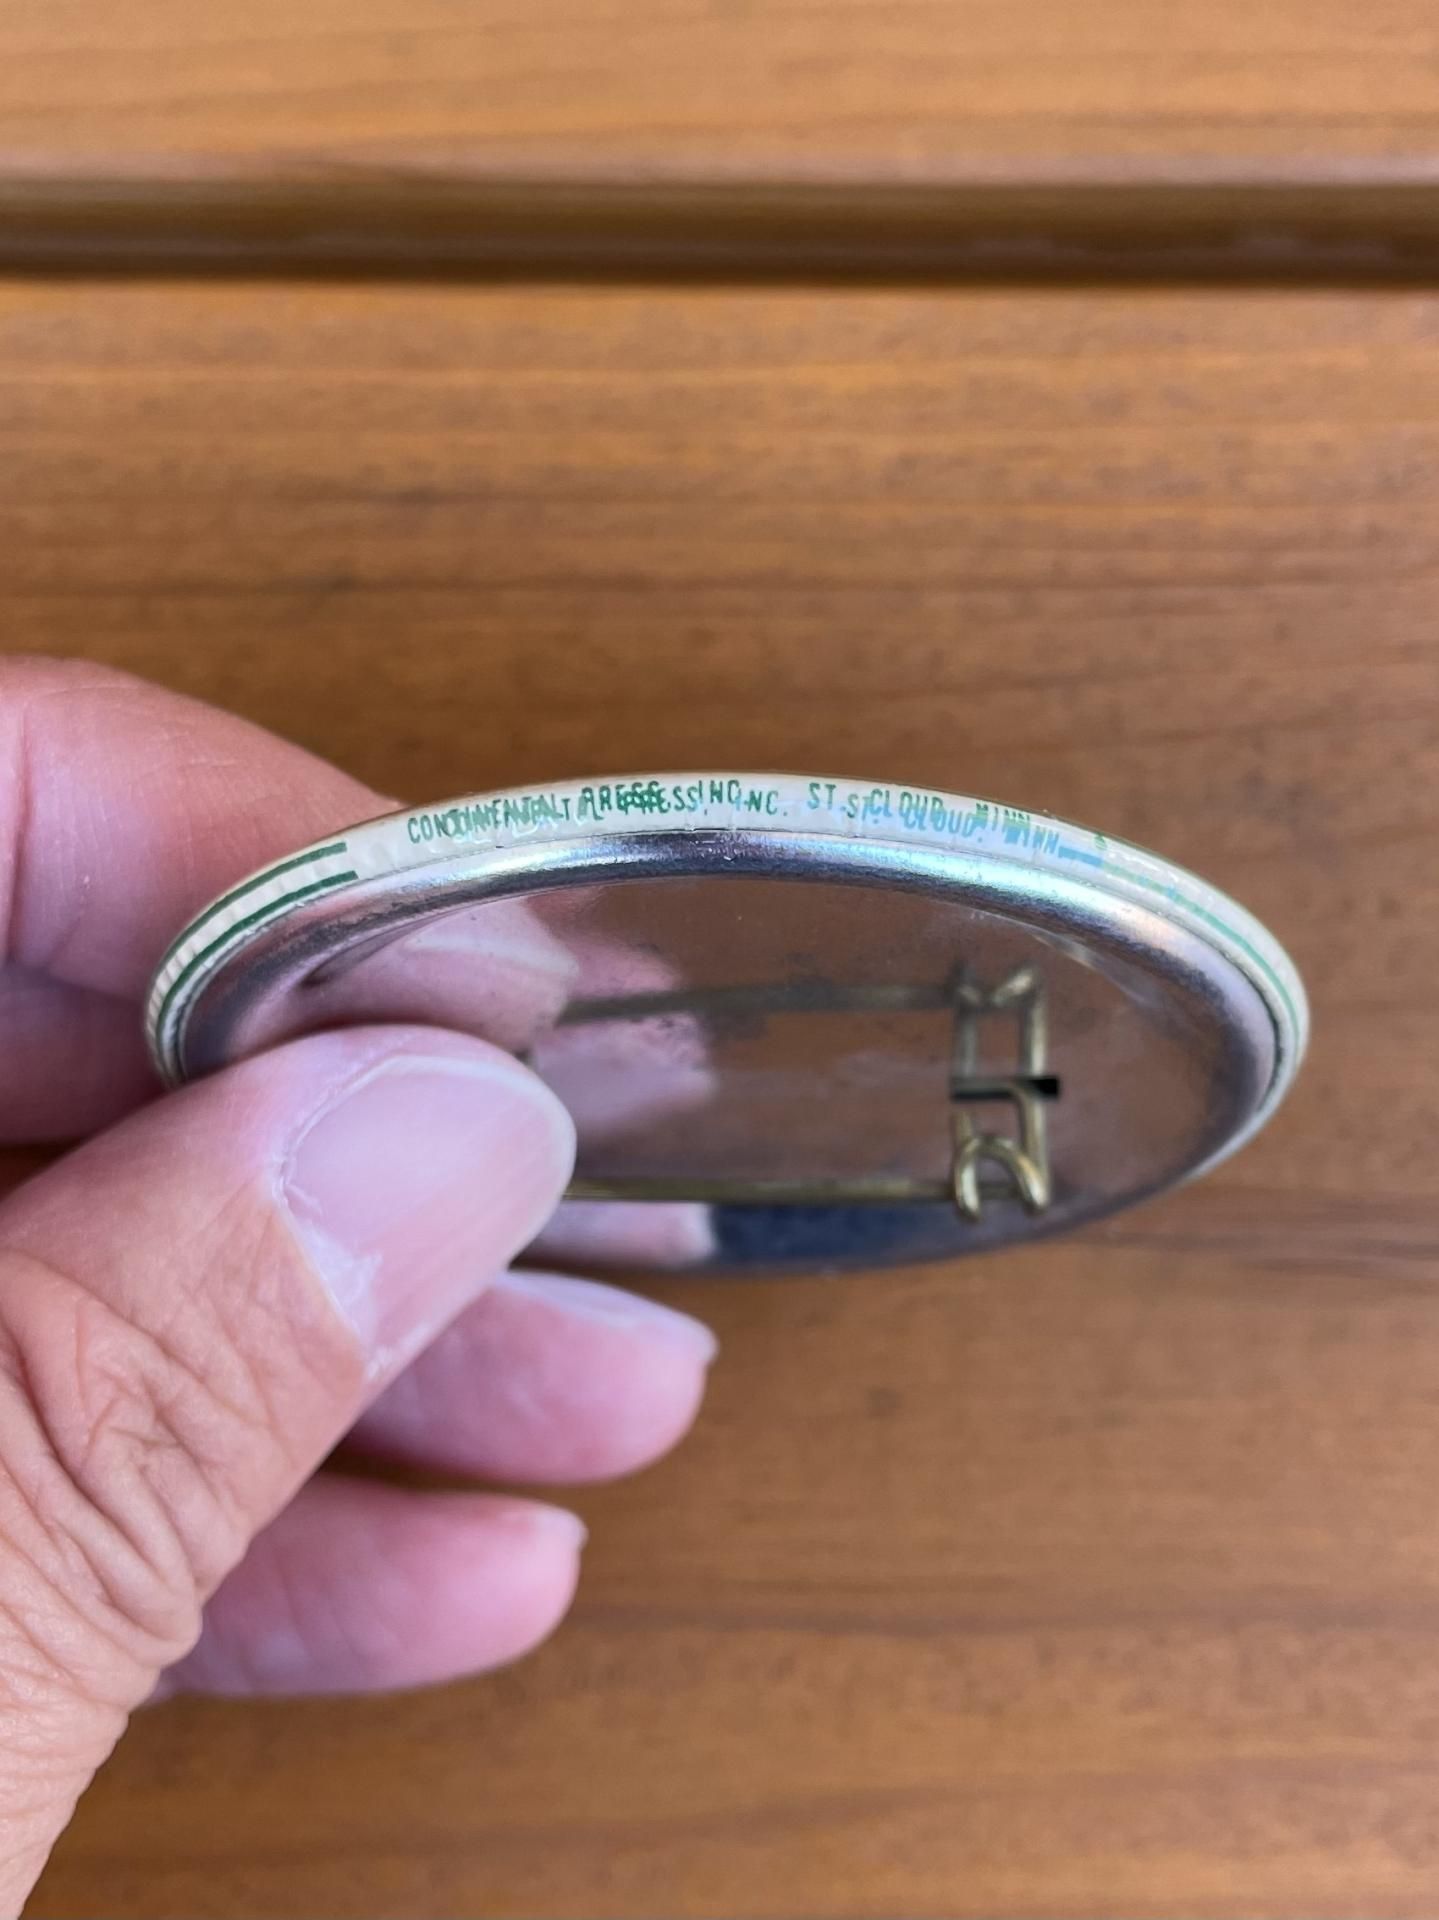 CONTINENTAL PRESS, INC. ST. CLOUD, MINN.